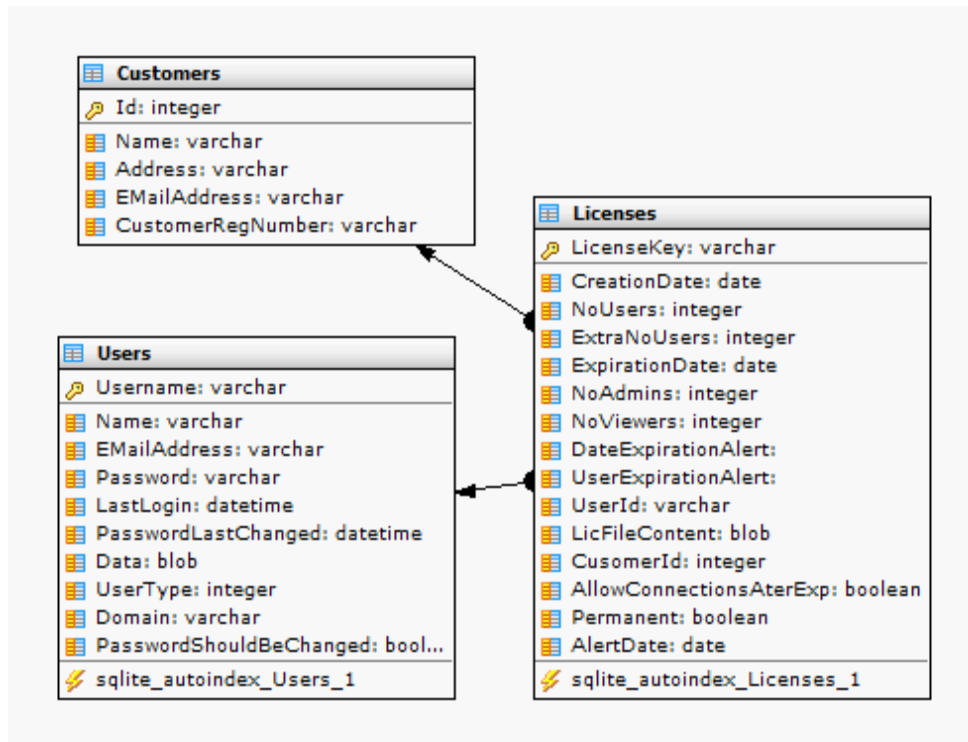 Customers
Id: integer
Name: varchar
Address: varchar
EMailAddress: varchar
CustomerRegNumber: varchar
Users
Username: varchar
Name: varchar
EMailAddress: varchar
Password: varchar
LastLogin: datetime
PasswordLastChanged: datetime
Data: blob
UserType: integer
Domain: varchar
PasswordShouldBeChanged: bool...
sqlite_autoindex_Users_1
Licenses
LicenseKey: varchar
CreationDate: date
NoUsers: integer
ExtraNoUsers: integer
ExpirationDate: date
NoAdmins: integer
NoViewers: integer
DateExpirationAlert:
UserExpirationAlert:
UserId: varchar
LicFileContent: blob
CusomerId: integer
AllowConnectionsAterExp: boolean
Permanent: boolean
AlertDate: date
sqlite_autoindex_Licenses_1